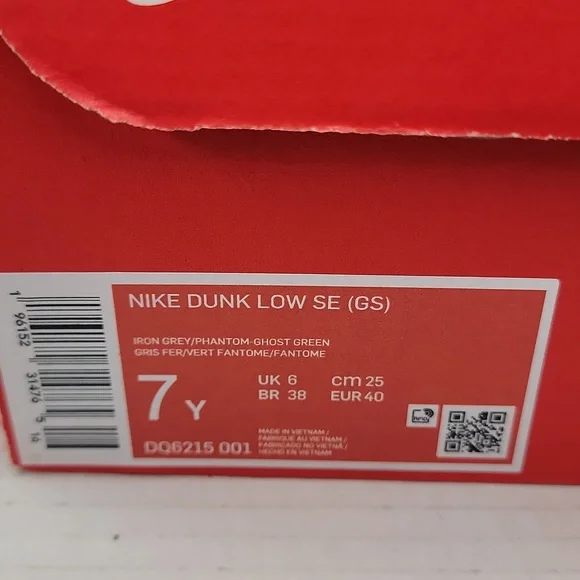 NIKE DUNK LOW SE (GS)
IRON GREY/PHANTOM-GHOST GREEN
GRIS FER/VERT FANTOME/FANTOME
7Y
UK 6 cm 25
BR 38 EUR 40
DQ6215 001
MADE IN VIETNAM /
FABRIQUE AU VIETNAM /
FABRICADO NO VIETNÃ /
HECHO EN VIETNAM
1 96152 31476 5 16